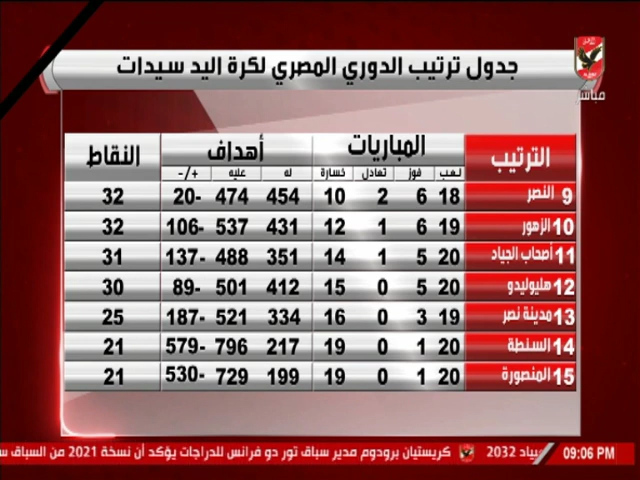 جدول ترتيب الدوري المصري لكرة اليد سيدات
مباشر
الترتيب المباريات أهداف النقاط
لعب فوز تعادل خسارة له عليه +/-
9 النصر 18 6 2 10 454 474 -20 32
10 الزهور 19 6 1 12 431 537 -106 32
11 أصحاب الجياد 20 5 1 14 351 488 -137 31
12 هليوليدو 20 5 0 15 412 501 -89 30
13 مدينة نصر 19 3 0 16 334 521 -187 25
14 السنطة 20 1 0 19 217 796 -579 21
15 المنصورة 20 1 0 19 199 729 -530 21
09:06 PM
2032 كريستيان برودوم مدير سباق تور دو فرانس للدراجات يؤكد أن نسخة 2021 من السباق